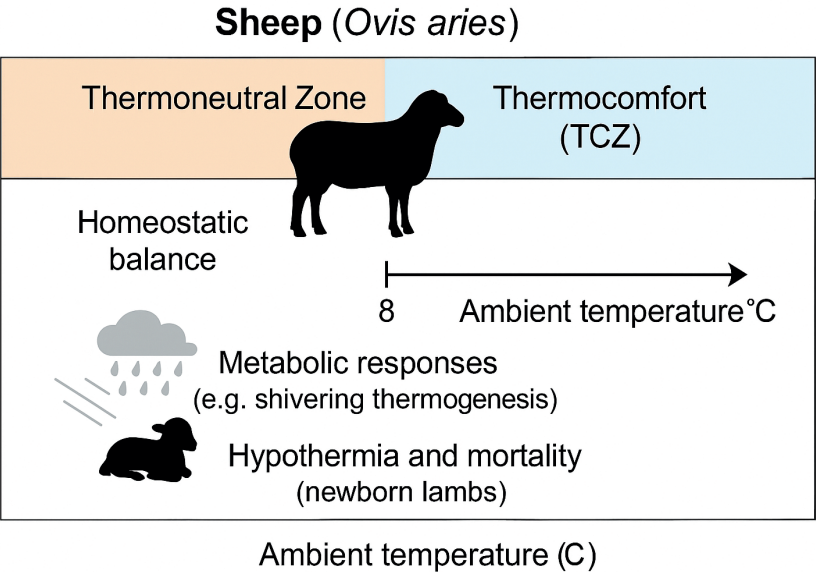 Sheep (Ovis aries)
Thermoneutral Zone
Thermocomfort
(TCZ)
Homeostatic
balance
8
Ambient temperature°C
Metabolic responses
(e.g. shivering thermogenesis)
Hypothermia and mortality
(newborn lambs)
Ambient temperature (C)